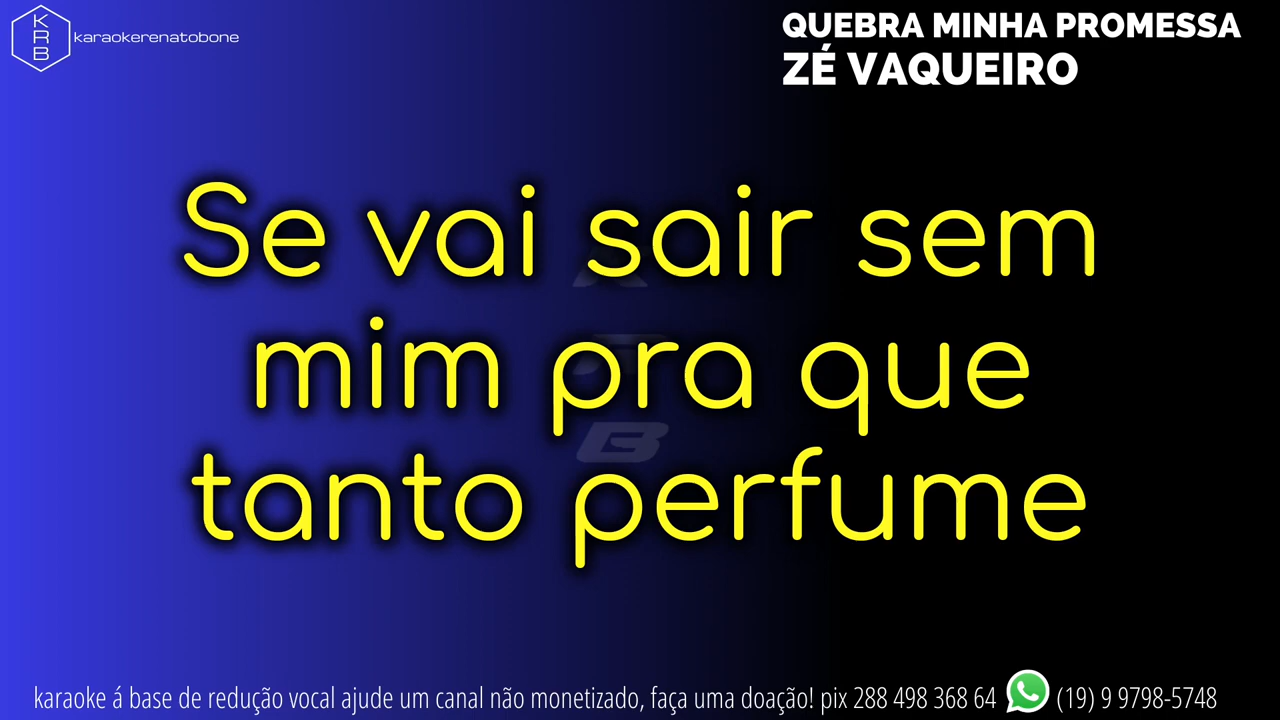 KRB
karaokerenatobone
QUEBRA MINHA PROMESSA
ZÉ VAQUEIRO
Se vai sair sem
mim pra que
tanto perfume
karaoke á base de redução vocal ajude um canal não monetizado, faça uma doação! pix 288 498 368 64 (19) 9 9798-5748